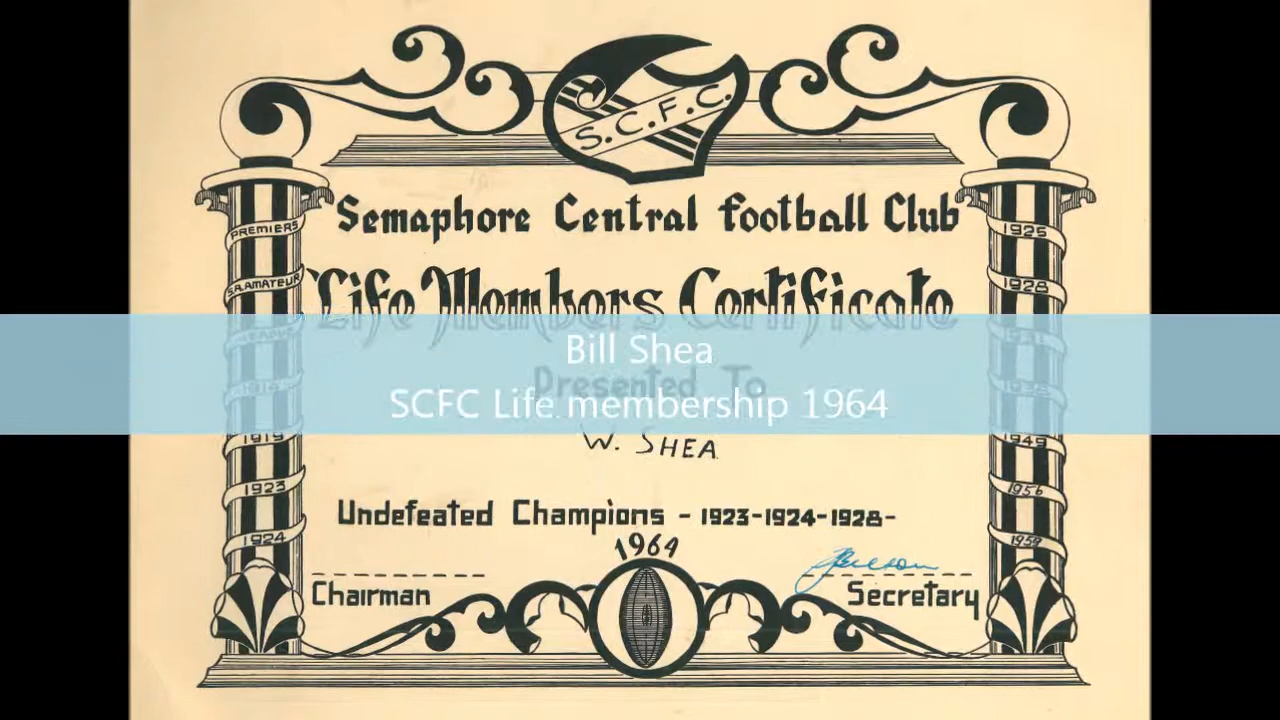 S.C.F.C.
Semaphore Central Football Club
Life Members Certificate
Bill Shea
Presented To
SCFC Life membership 1964
W. SHEA
Undefeated Champions - 1923-1924-1928-
1964
Chairman
Secretary
PREMIERS
S.A. AMATEUR
1919
1923
1924
1925
1928
1949
1956
1959